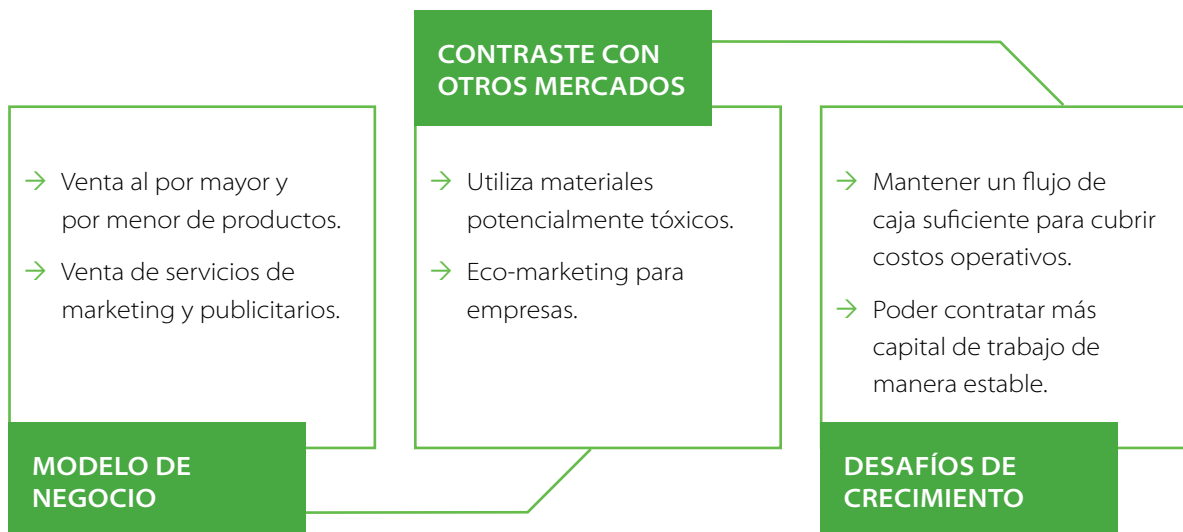 → Venta al por mayor y
por menor de productos.
→ Venta de servicios de
marketing y publicitarios.
MODELO DE
NEGOCIO
CONTRASTE CON
OTROS MERCADOS
→ Utiliza materiales
potencialmente tóxicos.
→ Eco-marketing para
empresas.
→ Mantener un flujo de
caja suficiente para cubrir
costos operativos.
→ Poder contratar más
capital de trabajo de
manera estable.
DESAFÍOS DE
CRECIMIENTO